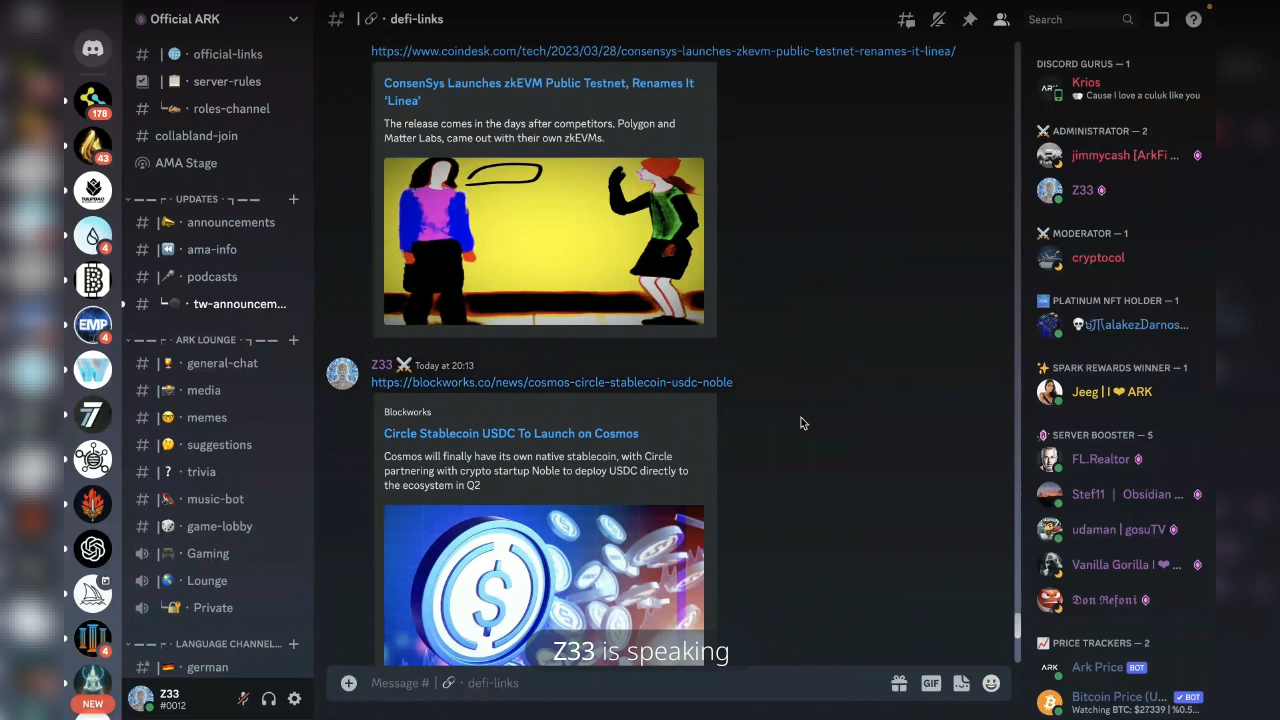 Official ARK
official-links
server-rules
roles-channel
collabland-join
AMA Stage
UPDATES
announcements
ama-info
podcasts
tw-announcem...
ARK LOUNGE
general-chat
media
memes
suggestions
trivia
music-bot
game-lobby
Gaming
Lounge
Private
LANGUAGE CHANNEL...
german
Z33
#0012
178
43
4
EMP
4
4
NEW
defi-links
Search
https://www.coindesk.com/tech/2023/03/28/consensys-launches-zkevm-public-testnet-renames-it-linea/
ConsenSys Launches zkEVM Public Testnet, Renames It
'Linea'
The release comes in the days after competitors, Polygon and
Matter Labs, came out with their own zkEVMs.
Z33 Today at 20:13
https://blockworks.co/news/cosmos-circle-stablecoin-usdc-noble
Blockworks
Circle Stablecoin USDC To Launch on Cosmos
Cosmos will finally have its own native stablecoin, with Circle
partnering with crypto startup Noble to deploy USDC directly to
the ecosystem in Q2
Z33 is speaking
Message # | · defi-links
GIF
DISCORD GURUS — 1
Krios
Cause I love a culuk like you
ADMINISTRATOR — 2
jimmycash [ArkFi ...
Z33
MODERATOR — 1
cryptocol
PLATINUM NFT HOLDER — 1
SPARK REWARDS WINNER — 1
Jeeg | I ❤ ARK
SERVER BOOSTER — 5
FL.Realtor
Stef11 | Obsidian ...
udaman | gosuTV
Vanilla Gorilla I ❤ ...
𝕯𝖔𝖓 𝕽𝖊𝖋𝖔𝖓𝖎
PRICE TRACKERS — 2
ARK
Ark Price BOT
Bitcoin Price (U... ✓ BOT
Watching BTC: $27339 | %0.5...